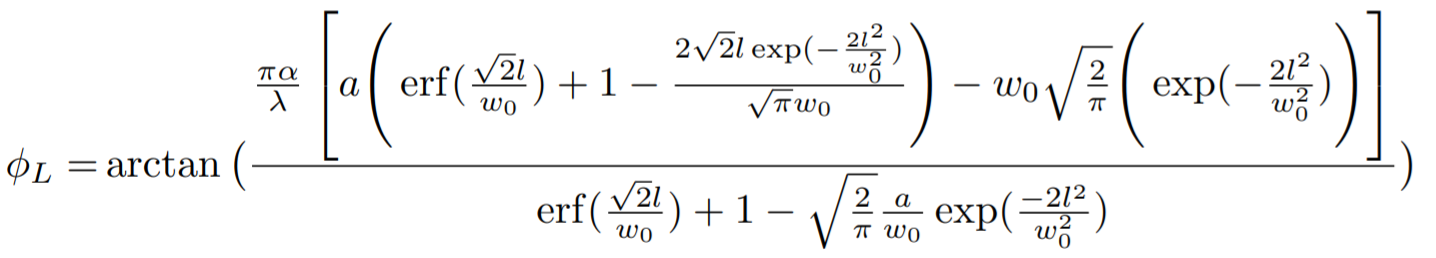 \phi_L = \arctan\left(\frac{\frac{\pi\alpha}{\lambda}\left[a\left(\operatorname{erf}(\frac{\sqrt{2}l}{w_0}) + 1 - \frac{2\sqrt{2}l\exp(-\frac{2l^2}{w_0^2})}{\sqrt{\pi}w_0}\right) - w_0\sqrt{\frac{2}{\pi}}\left(\exp(-\frac{2l^2}{w_0^2})\right)\right]}{\operatorname{erf}(\frac{\sqrt{2}l}{w_0}) + 1 - \sqrt{\frac{2}{\pi}}\frac{a}{w_0}\exp(\frac{-2l^2}{w_0^2})}\right)